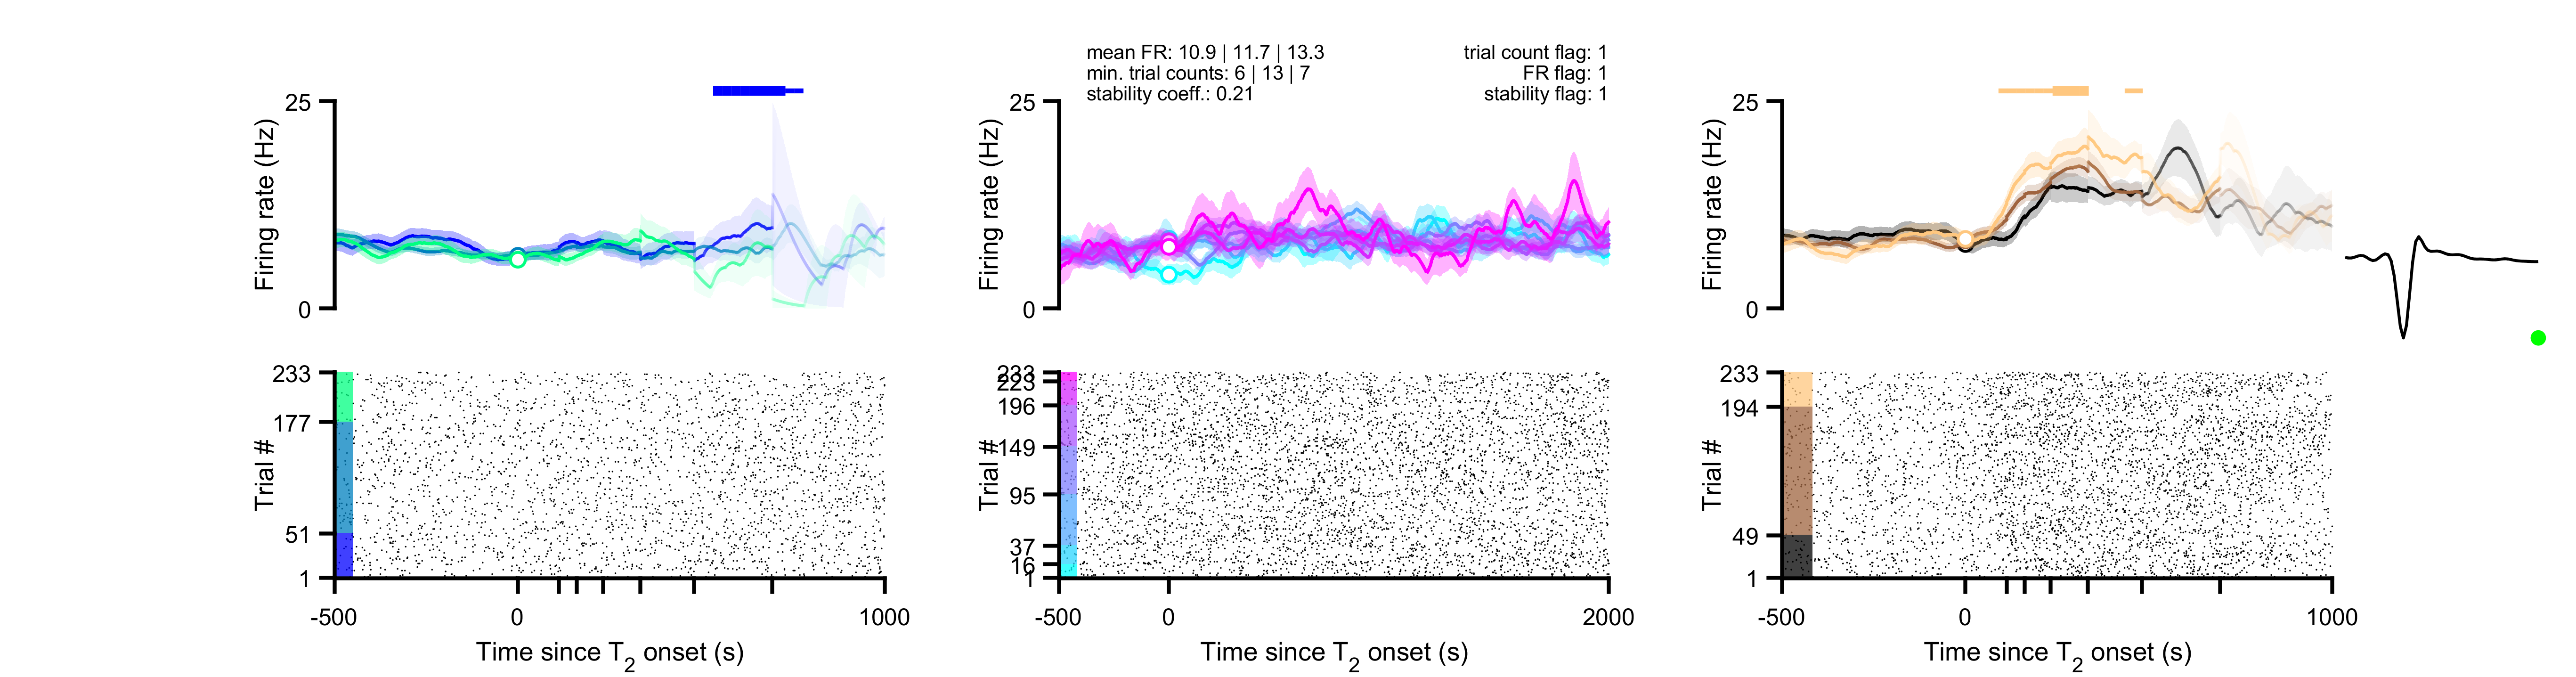 mean FR: 10.9 | 11.7 | 13.3
min. trial counts: 6 | 13 | 7
stability coeff.: 0.21
trial count flag: 1
FR flag: 1
stability flag: 1
25
Firing rate (Hz)
0
25
Firing rate (Hz)
0
25
Firing rate (Hz)
0
233
177
Trial #
51
1
-500
0
1000
Time since T2 onset (s)
233
223
196
149
Trial #
95
37
16
1
-500
0
2000
Time since T2 onset (s)
233
194
Trial #
49
1
-500
0
1000
Time since T2 onset (s)